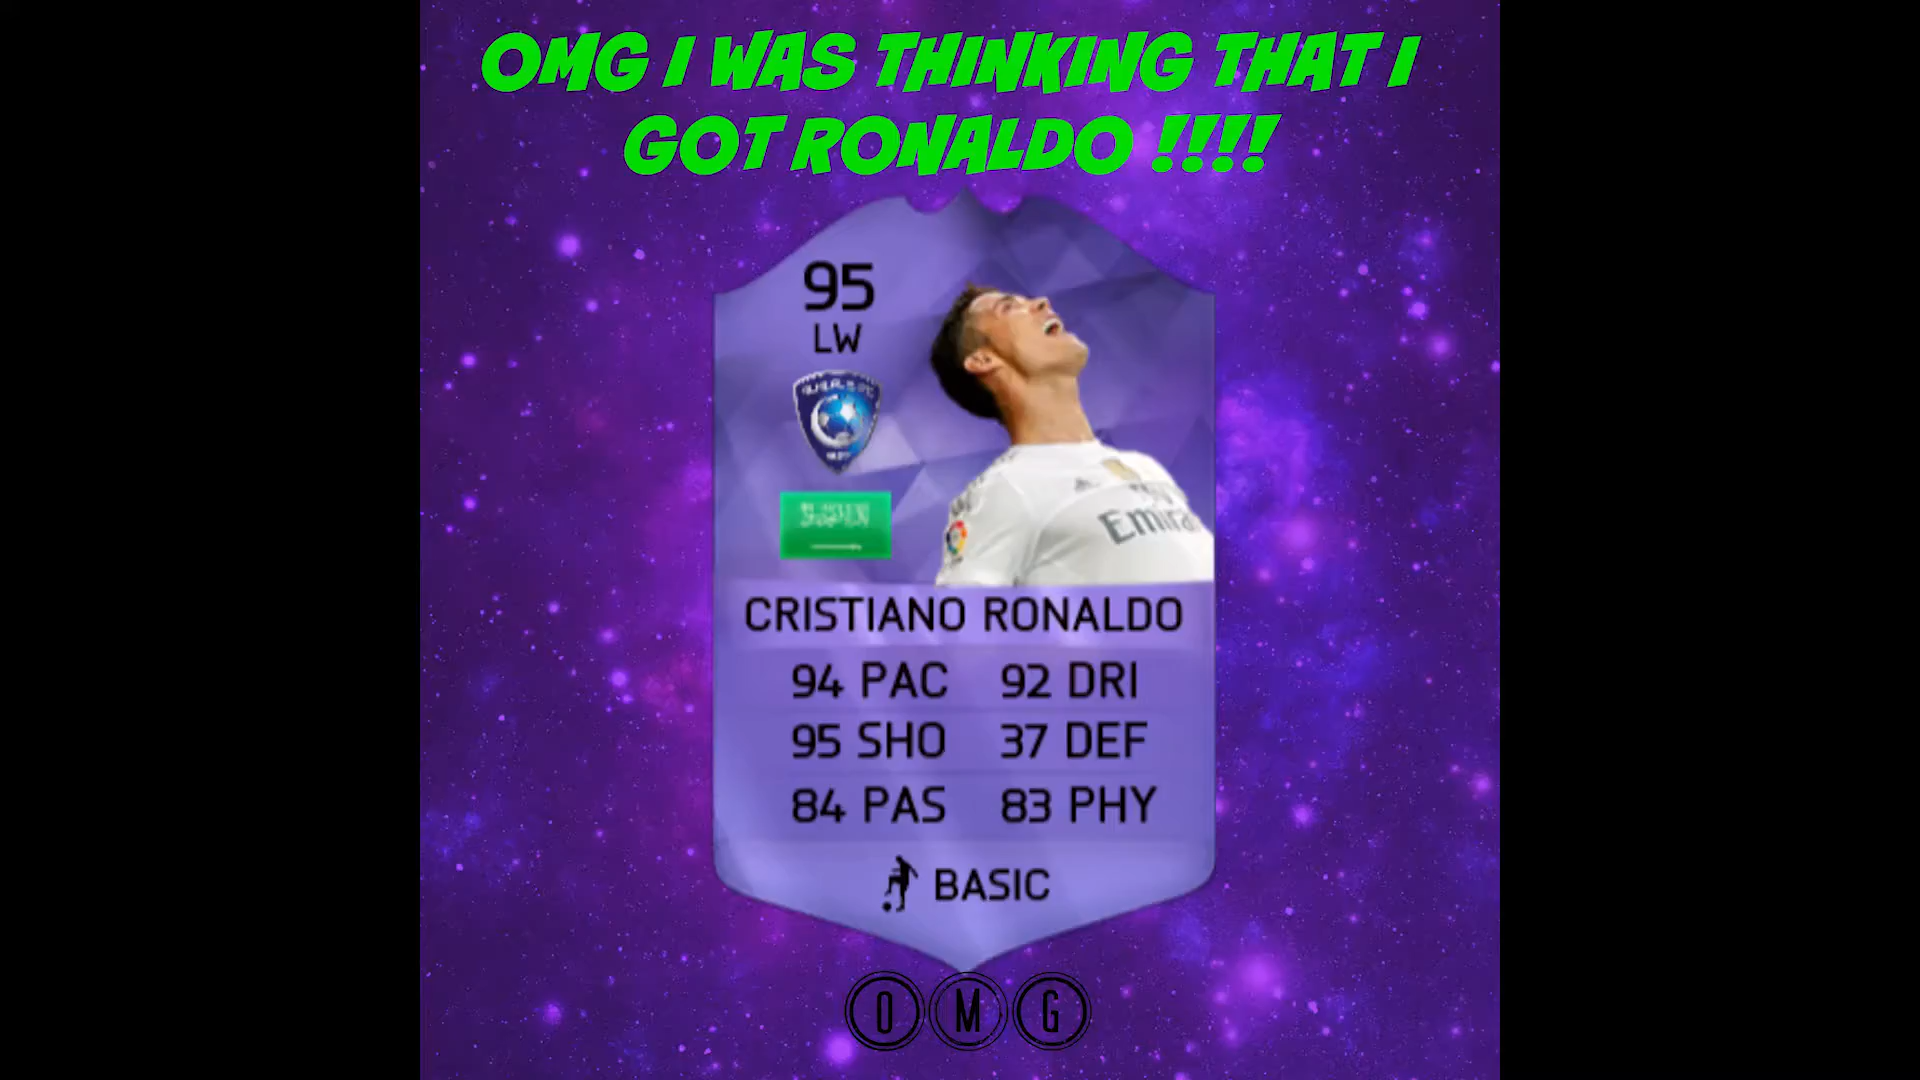 OMG I WAS THINKING THAT I
GOT RONALDO !!!!
95
LW
CRISTIANO RONALDO
94 PAC 92 DRI
95 SHO 37 DEF
84 PAS 83 PHY
BASIC
OMG